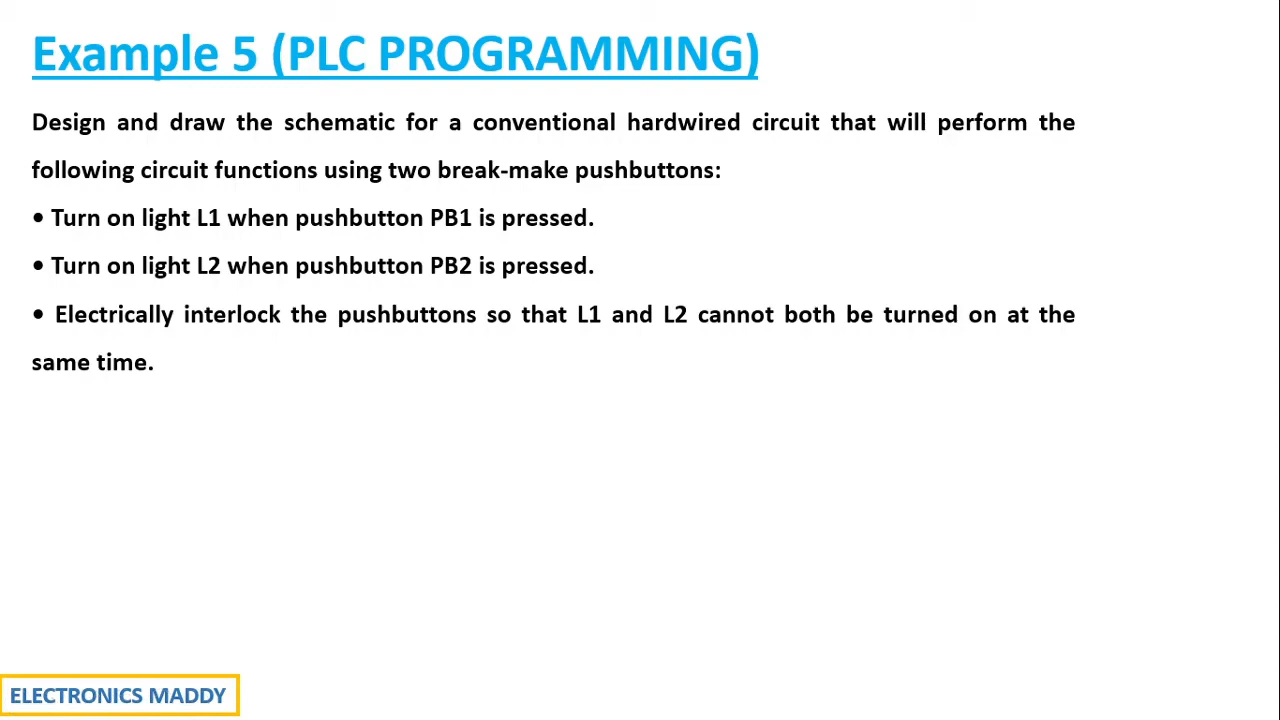 Example 5 (PLC PROGRAMMING)
Design and draw the schematic for a conventional hardwired circuit that will perform the
following circuit functions using two break-make pushbuttons:
• Turn on light L1 when pushbutton PB1 is pressed.
• Turn on light L2 when pushbutton PB2 is pressed.
• Electrically interlock the pushbuttons so that L1 and L2 cannot both be turned on at the
same time.
ELECTRONICS MADDY